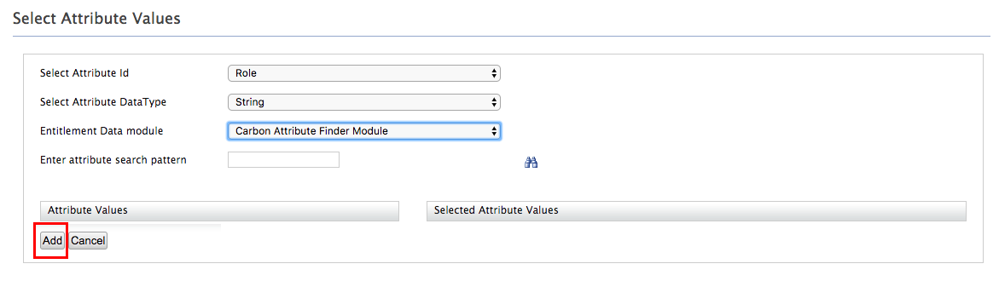 Select Attribute Values
Select Attribute Id Role
Select Attribute DataType String
Entitlement Data module Carbon Attribute Finder Module
Enter attribute search pattern
Attribute Values Selected Attribute Values
Add Cancel